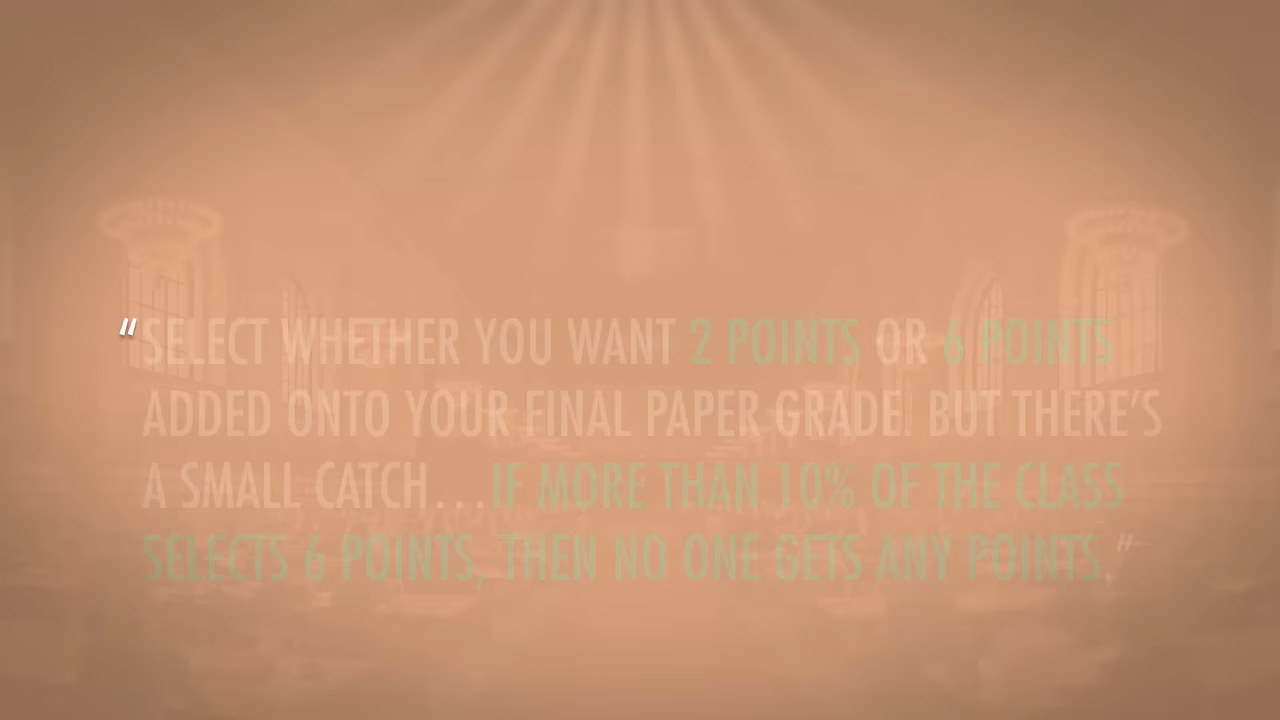 "SELECT WHETHER YOU WANT 2 POINTS OR 6 POINTS
ADDED ONTO YOUR FINAL PAPER GRADE. BUT THERE'S
A SMALL CATCH...IF MORE THAN 10% OF THE CLASS
SELECTS 6 POINTS, THEN NO ONE GETS ANY POINTS."